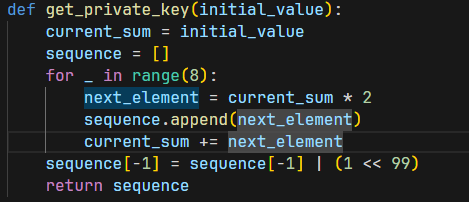 def get_private_key(initial_value):
    current_sum = initial_value
    sequence = []
    for _ in range(8):
        next_element = current_sum * 2
        sequence.append(next_element)
        current_sum += next_element
    sequence[-1] = sequence[-1] | (1 << 99)
    return sequence